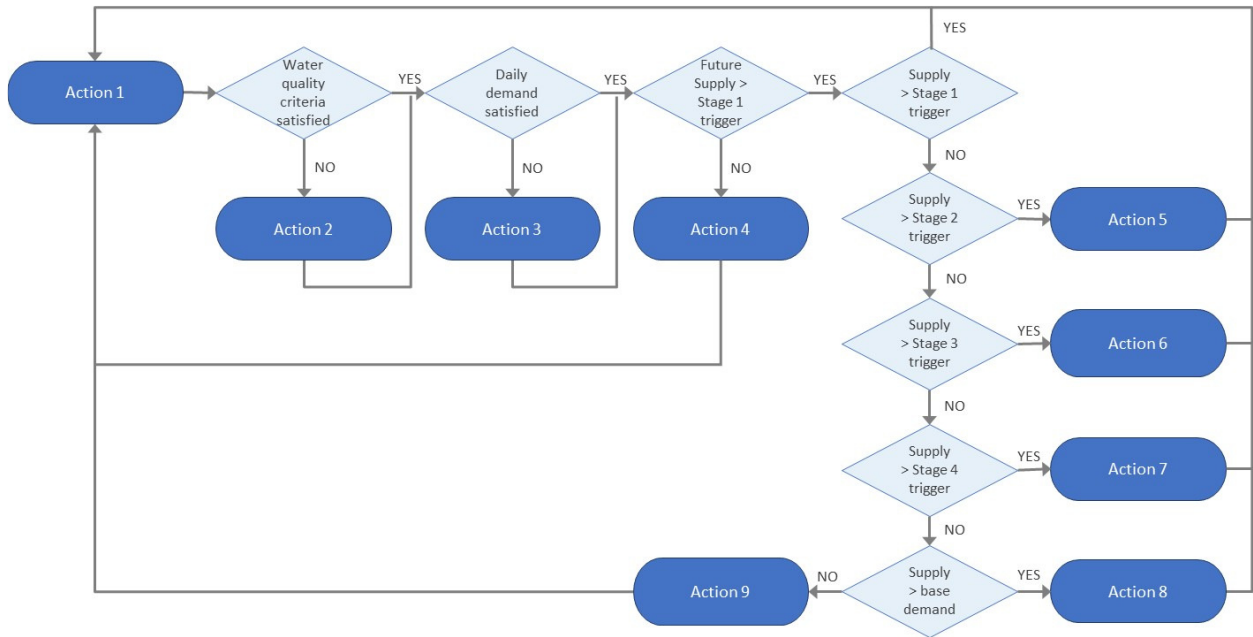 YES
Action 1
Water
quality
criteria
satisfied
YES
Daily
demand
satisfied
YES
Future
Supply >
Stage 1
trigger
YES
Supply
> Stage 1
trigger
NO
NO
NO
NO
Action 2
Action 3
Action 4
Supply
> Stage 2
trigger
YES
Action 5
NO
Supply
> Stage 3
trigger
YES
Action 6
NO
Supply
> Stage 4
trigger
YES
Action 7
NO
Action 9
NO
Supply
> base
demand
YES
Action 8